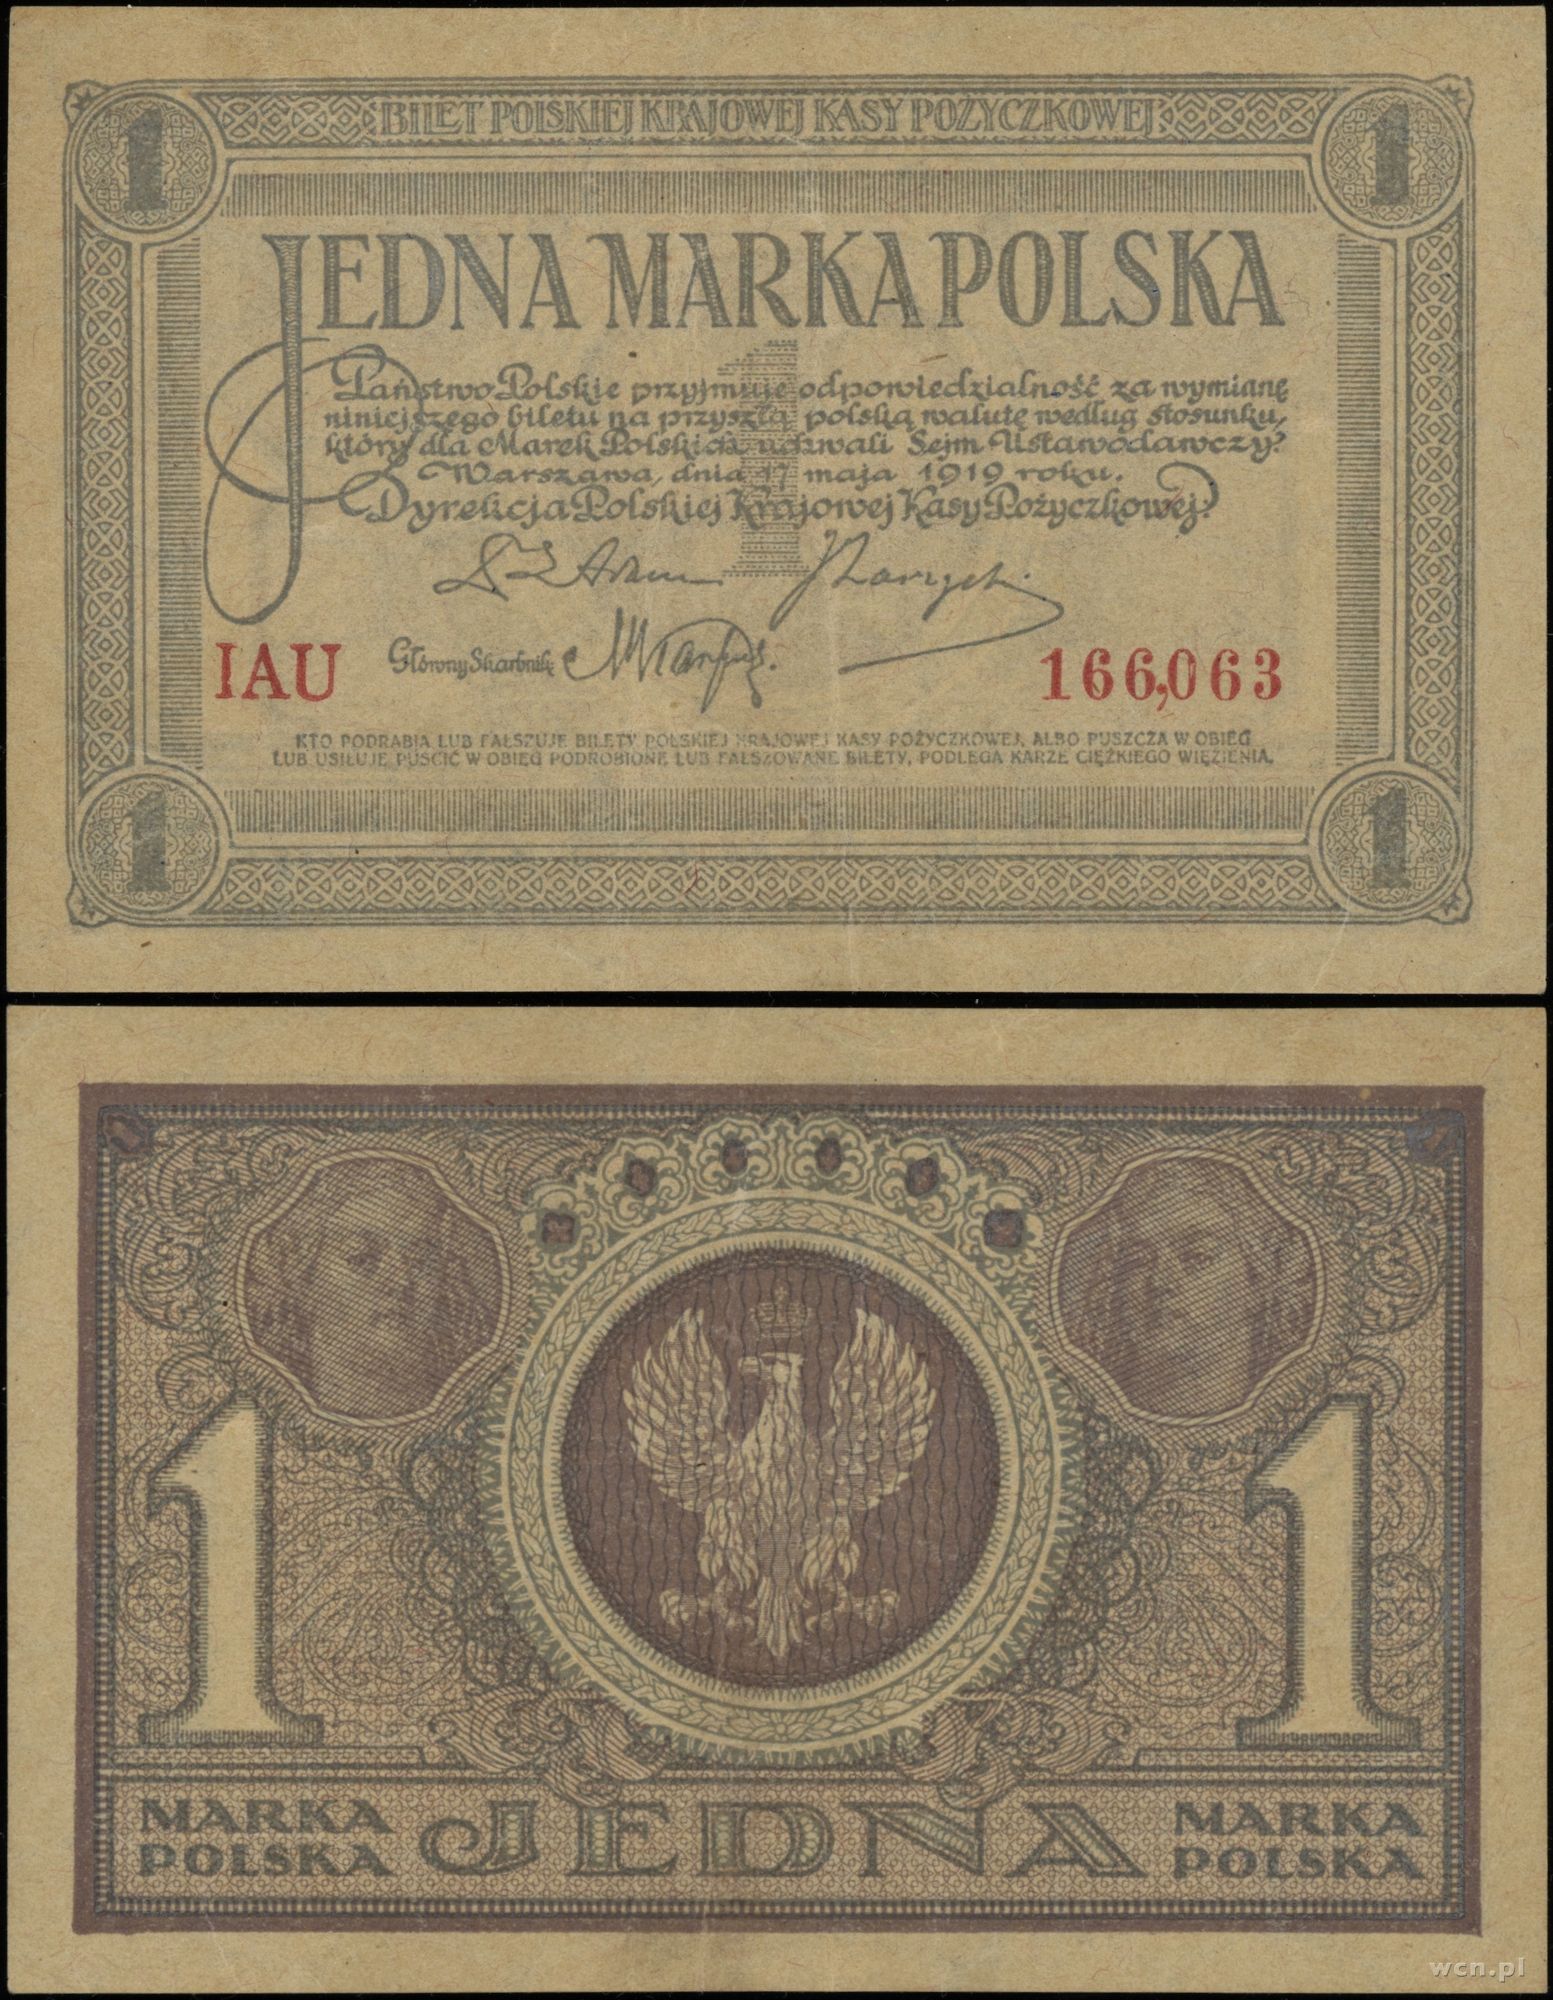 1 BILET POLSKIEJ KRAJOWEJ KASY POŻYCZKOWEJ 1
JEDNA MARKA POLSKA
1
Państwo Polskie przyjmuje odpowiedzialność za wymianę
niniejszego biletu na przyszłą polską walutę według stosunku,
który dla Marek Polskich uchwali Sejm Ustawodawczy.
Warszawa, dnia 17 maja 1919 roku.
Dyrekcja Polskiej Krajowej Kasy Pożyczkowej
IAU Główny Skarbnik 166,063
KTO PODRABIA LUB FAŁSZUJE BILETY POLSKIEJ KRAJOWEJ KASY POŻYCZKOWEJ, ALBO PUSZCZA W OBIEG
LUB USIŁUJE PUŚCIĆ W OBIEG PODROBIONE LUB FAŁSZOWANE BILETY, PODLEGA KARZE CIĘŻKIEGO WIĘZIENIA.
1 1
1 1
MARKA POLSKA JEDNA MARKA POLSKA
wcn.pl